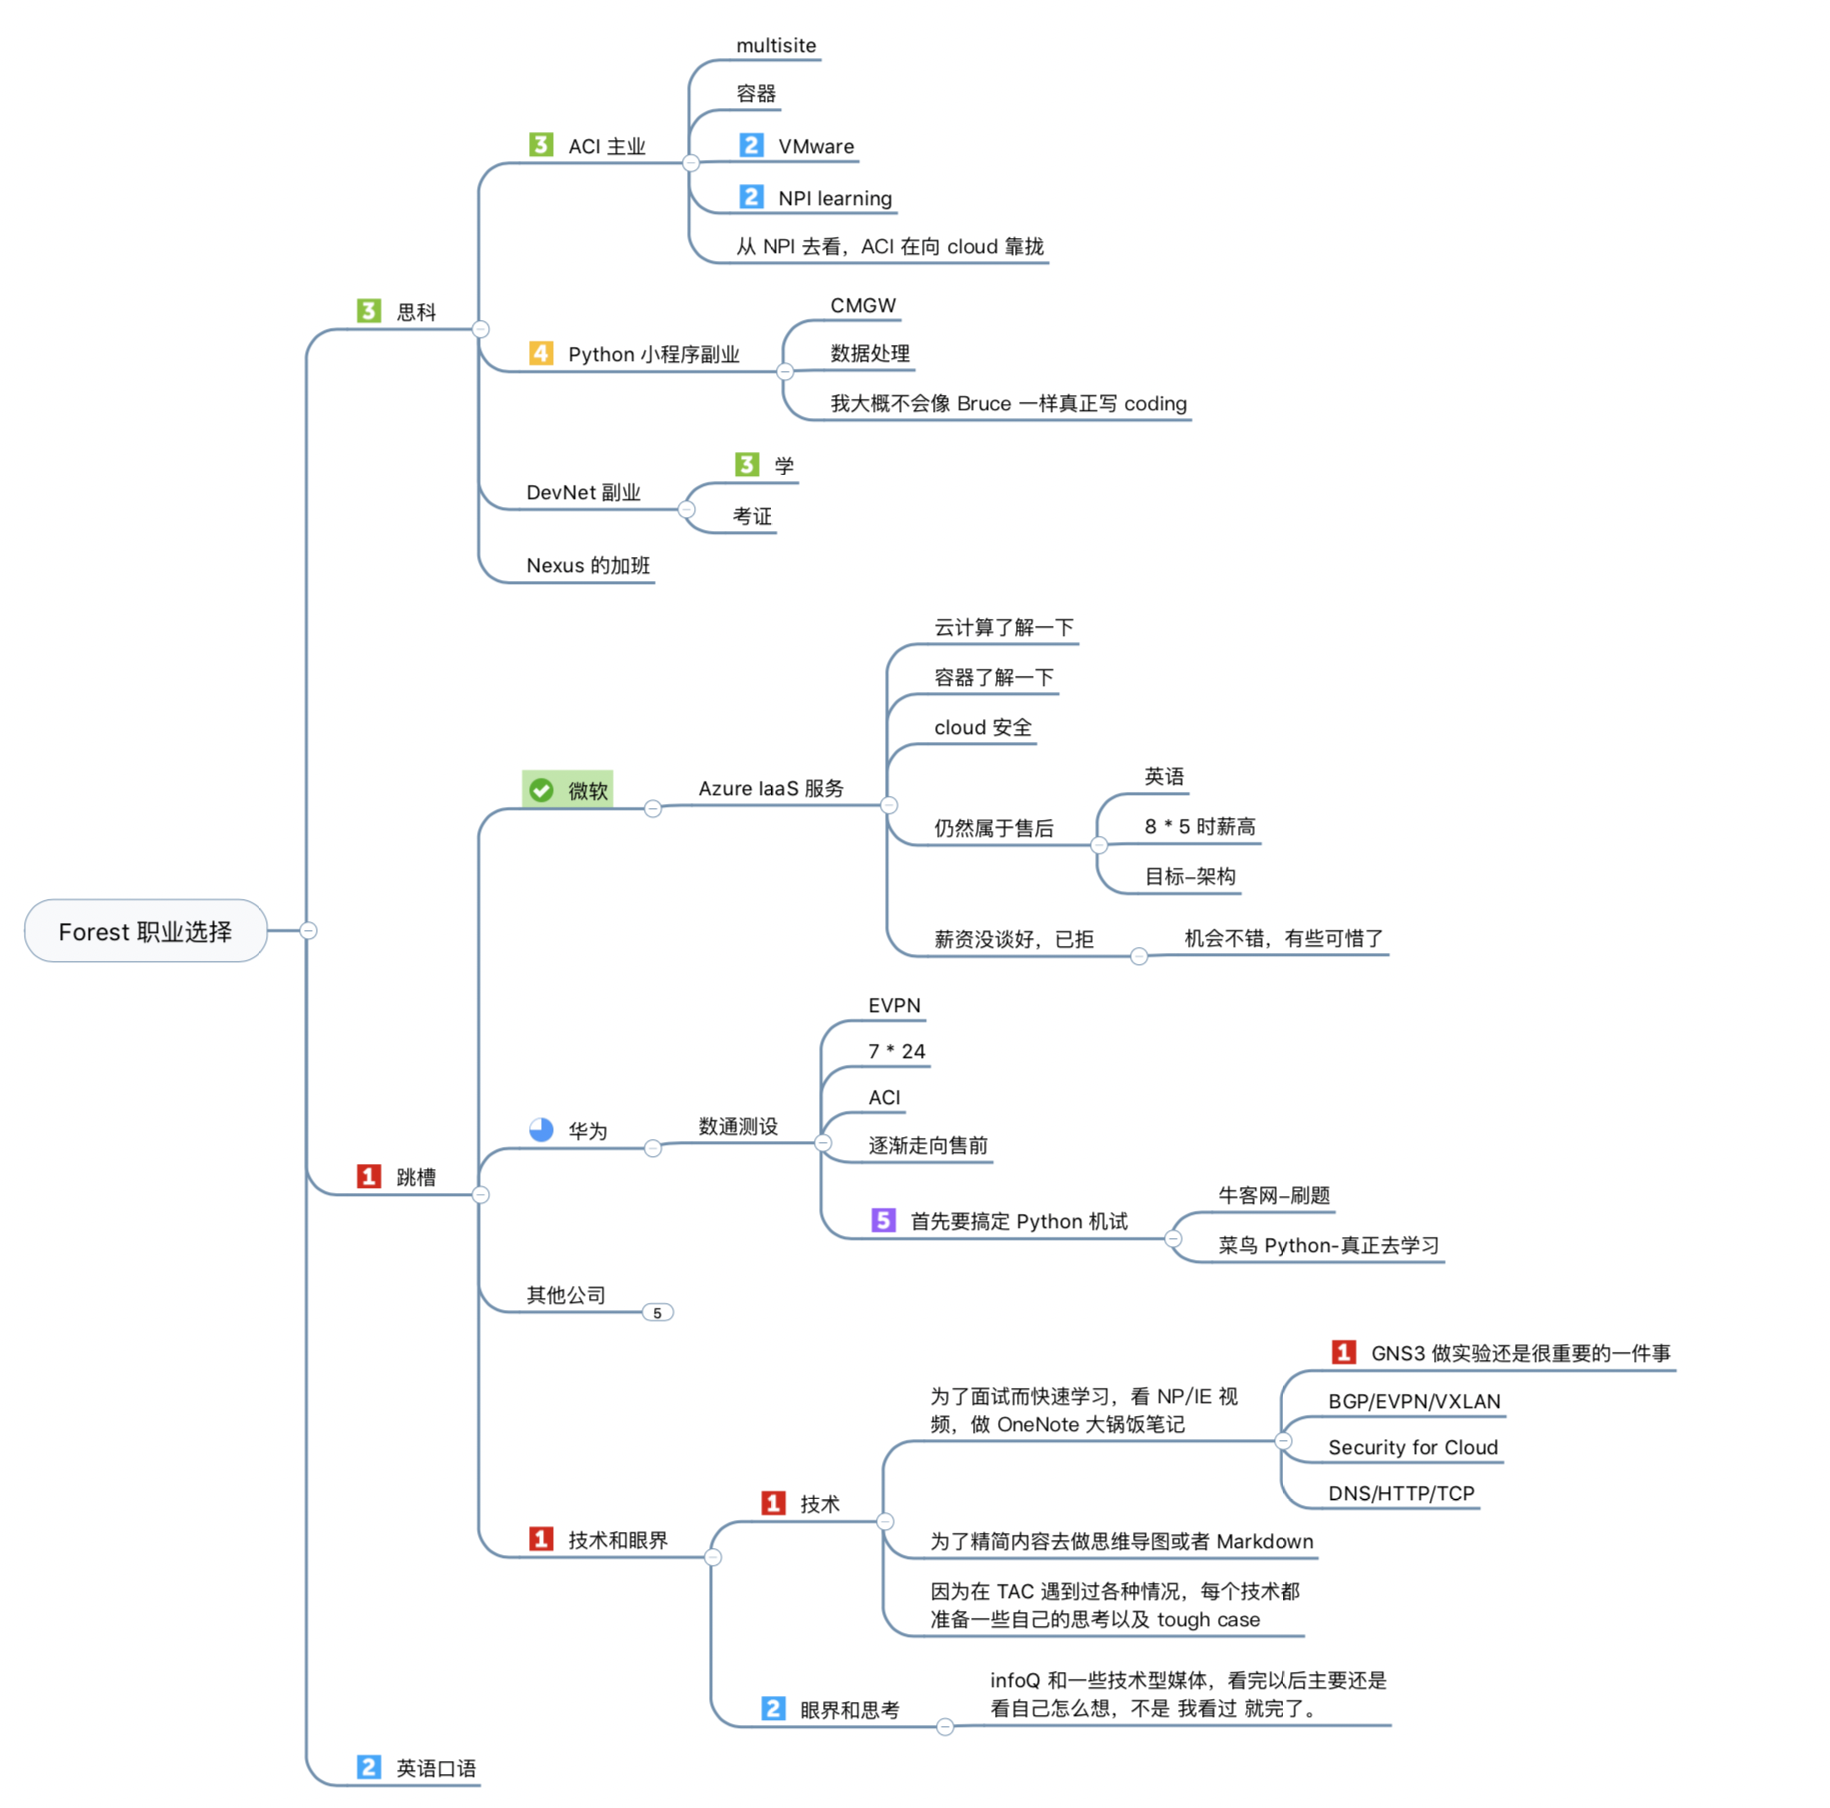 multisite
容器
3 ACI 主业
2 VMware
2 NPI learning
从 NPI 去看，ACI 在向 cloud 靠拢
3 思科
CMGW
4 Python 小程序副业
数据处理
我大概不会像 Bruce 一样真正写 coding
3 学
DevNet 副业
考证
Nexus 的加班
云计算了解一下
容器了解一下
cloud 安全
微软
Azure IaaS 服务
英语
仍然属于售后
8 * 5 时薪高
目标–架构
薪资没谈好，已拒
机会不错，有些可惜了
Forest 职业选择
EVPN
7 * 24
ACI
华为
数通测设
逐渐走向售前
牛客网–刷题
5 首先要搞定 Python 机试
菜鸟 Python-真正去学习
1 跳槽
其他公司
5
1 GNS3 做实验还是很重要的一件事
为了面试而快速学习，看 NP/IE 视
频，做 OneNote 大锅饭笔记
BGP/EVPN/VXLAN
Security for Cloud
DNS/HTTP/TCP
1 技术
1 技术和眼界
为了精简内容去做思维导图或者 Markdown
因为在 TAC 遇到过各种情况，每个技术都
准备一些自己的思考以及 tough case
2 眼界和思考
infoQ 和一些技术型媒体，看完以后主要还是
看自己怎么想，不是 我看过 就完了。
2 英语口语